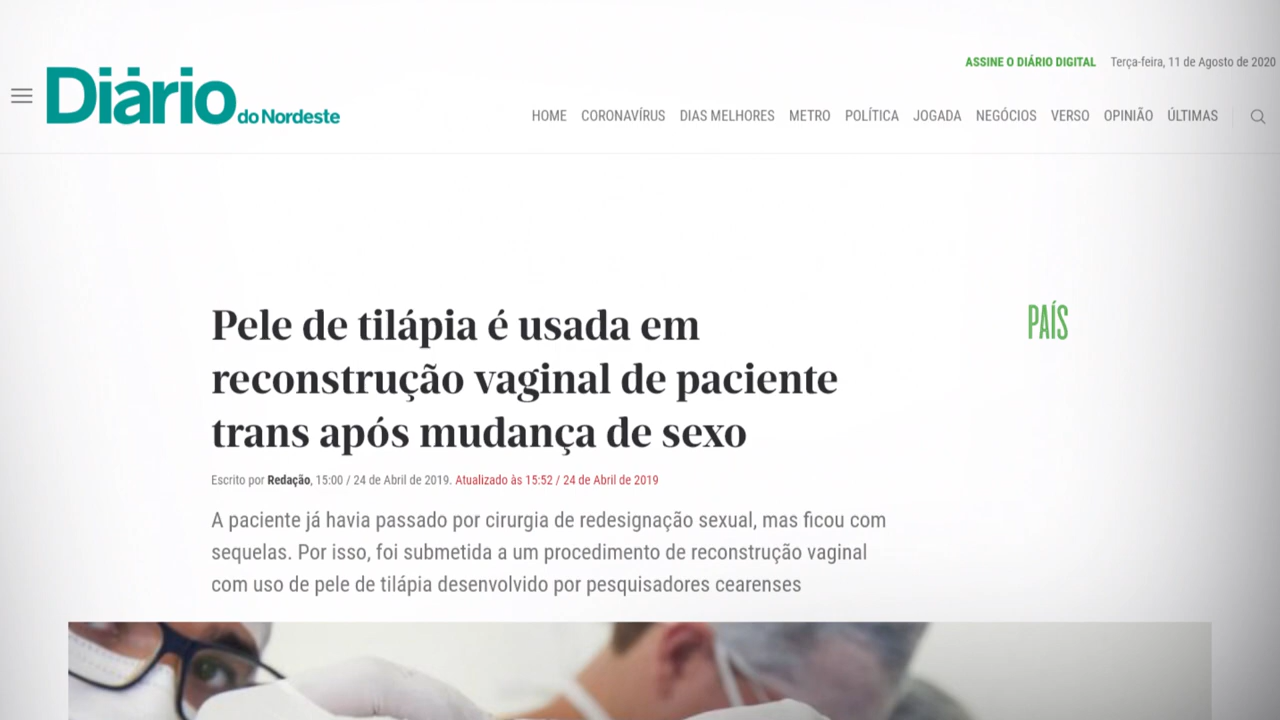 ASSINE O DIÁRIO DIGITAL Terça-feira, 11 de Agosto de 2020
Diário do Nordeste
HOME CORONAVÍRUS DIAS MELHORES METRO POLÍTICA JOGADA NEGÓCIOS VERSO OPINIÃO ÚLTIMAS
Pele de tilápia é usada em
reconstrução vaginal de paciente
trans após mudança de sexo
PAÍS
Escrito por Redação, 15:00 / 24 de Abril de 2019. Atualizado às 15:52 / 24 de Abril de 2019
A paciente já havia passado por cirurgia de redesignação sexual, mas ficou com
sequelas. Por isso, foi submetida a um procedimento de reconstrução vaginal
com uso de pele de tilápia desenvolvido por pesquisadores cearenses